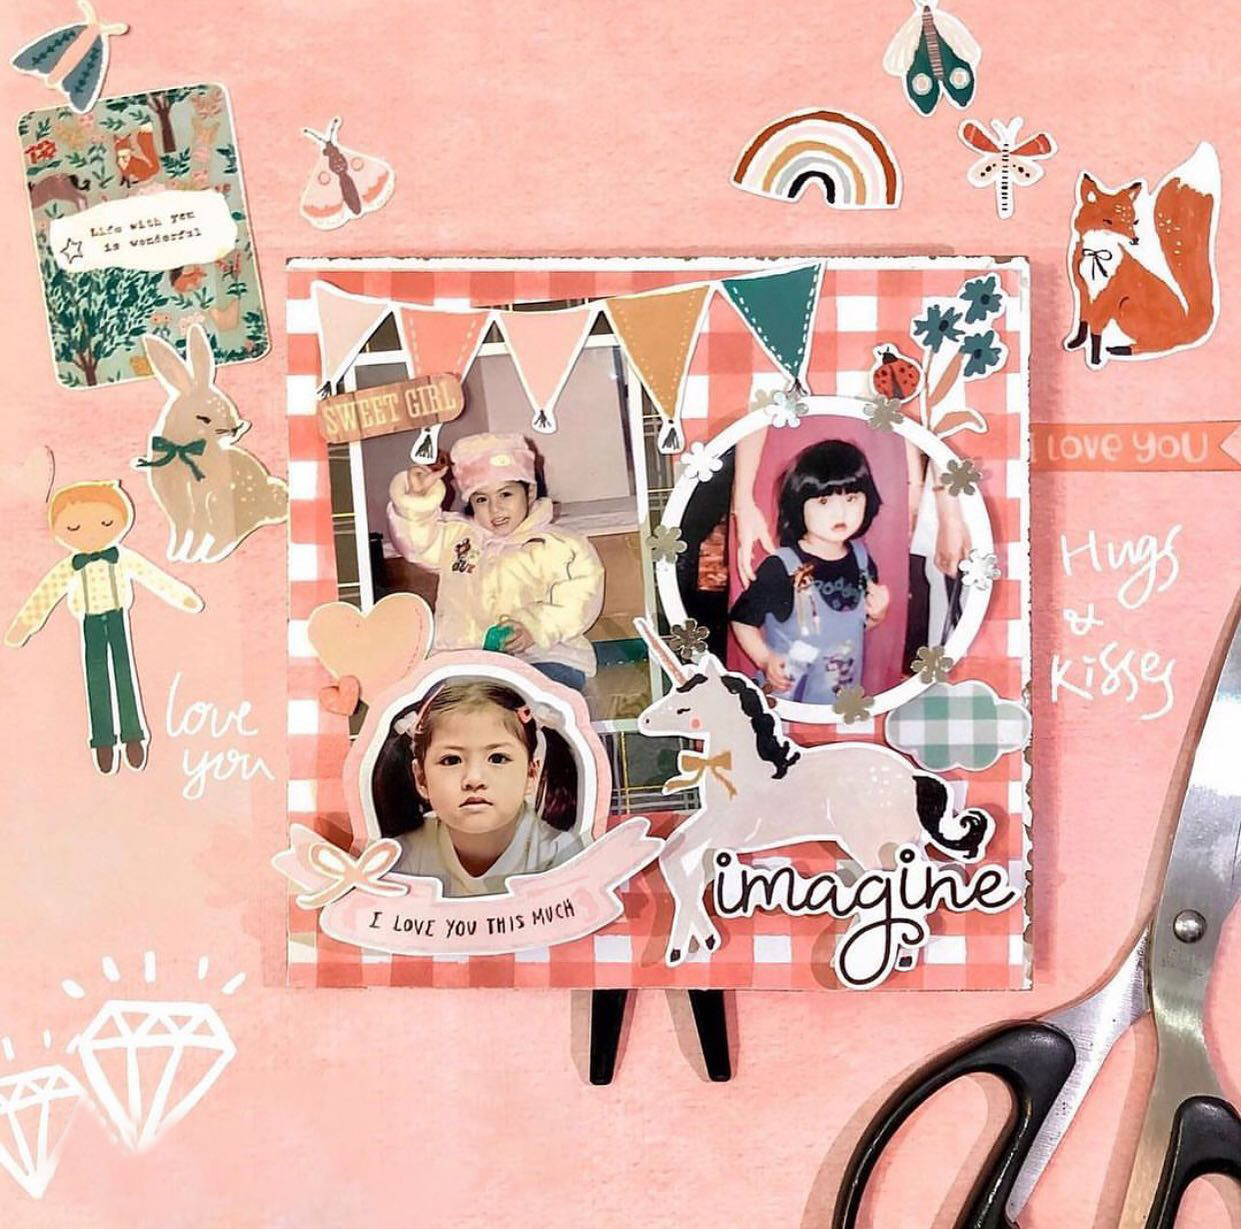 Life with you
is wonderful
SWEET GIRL
LOVE YOU
Hugs
&
Kisses
love
you
I LOVE YOU THIS MUCH
imagine